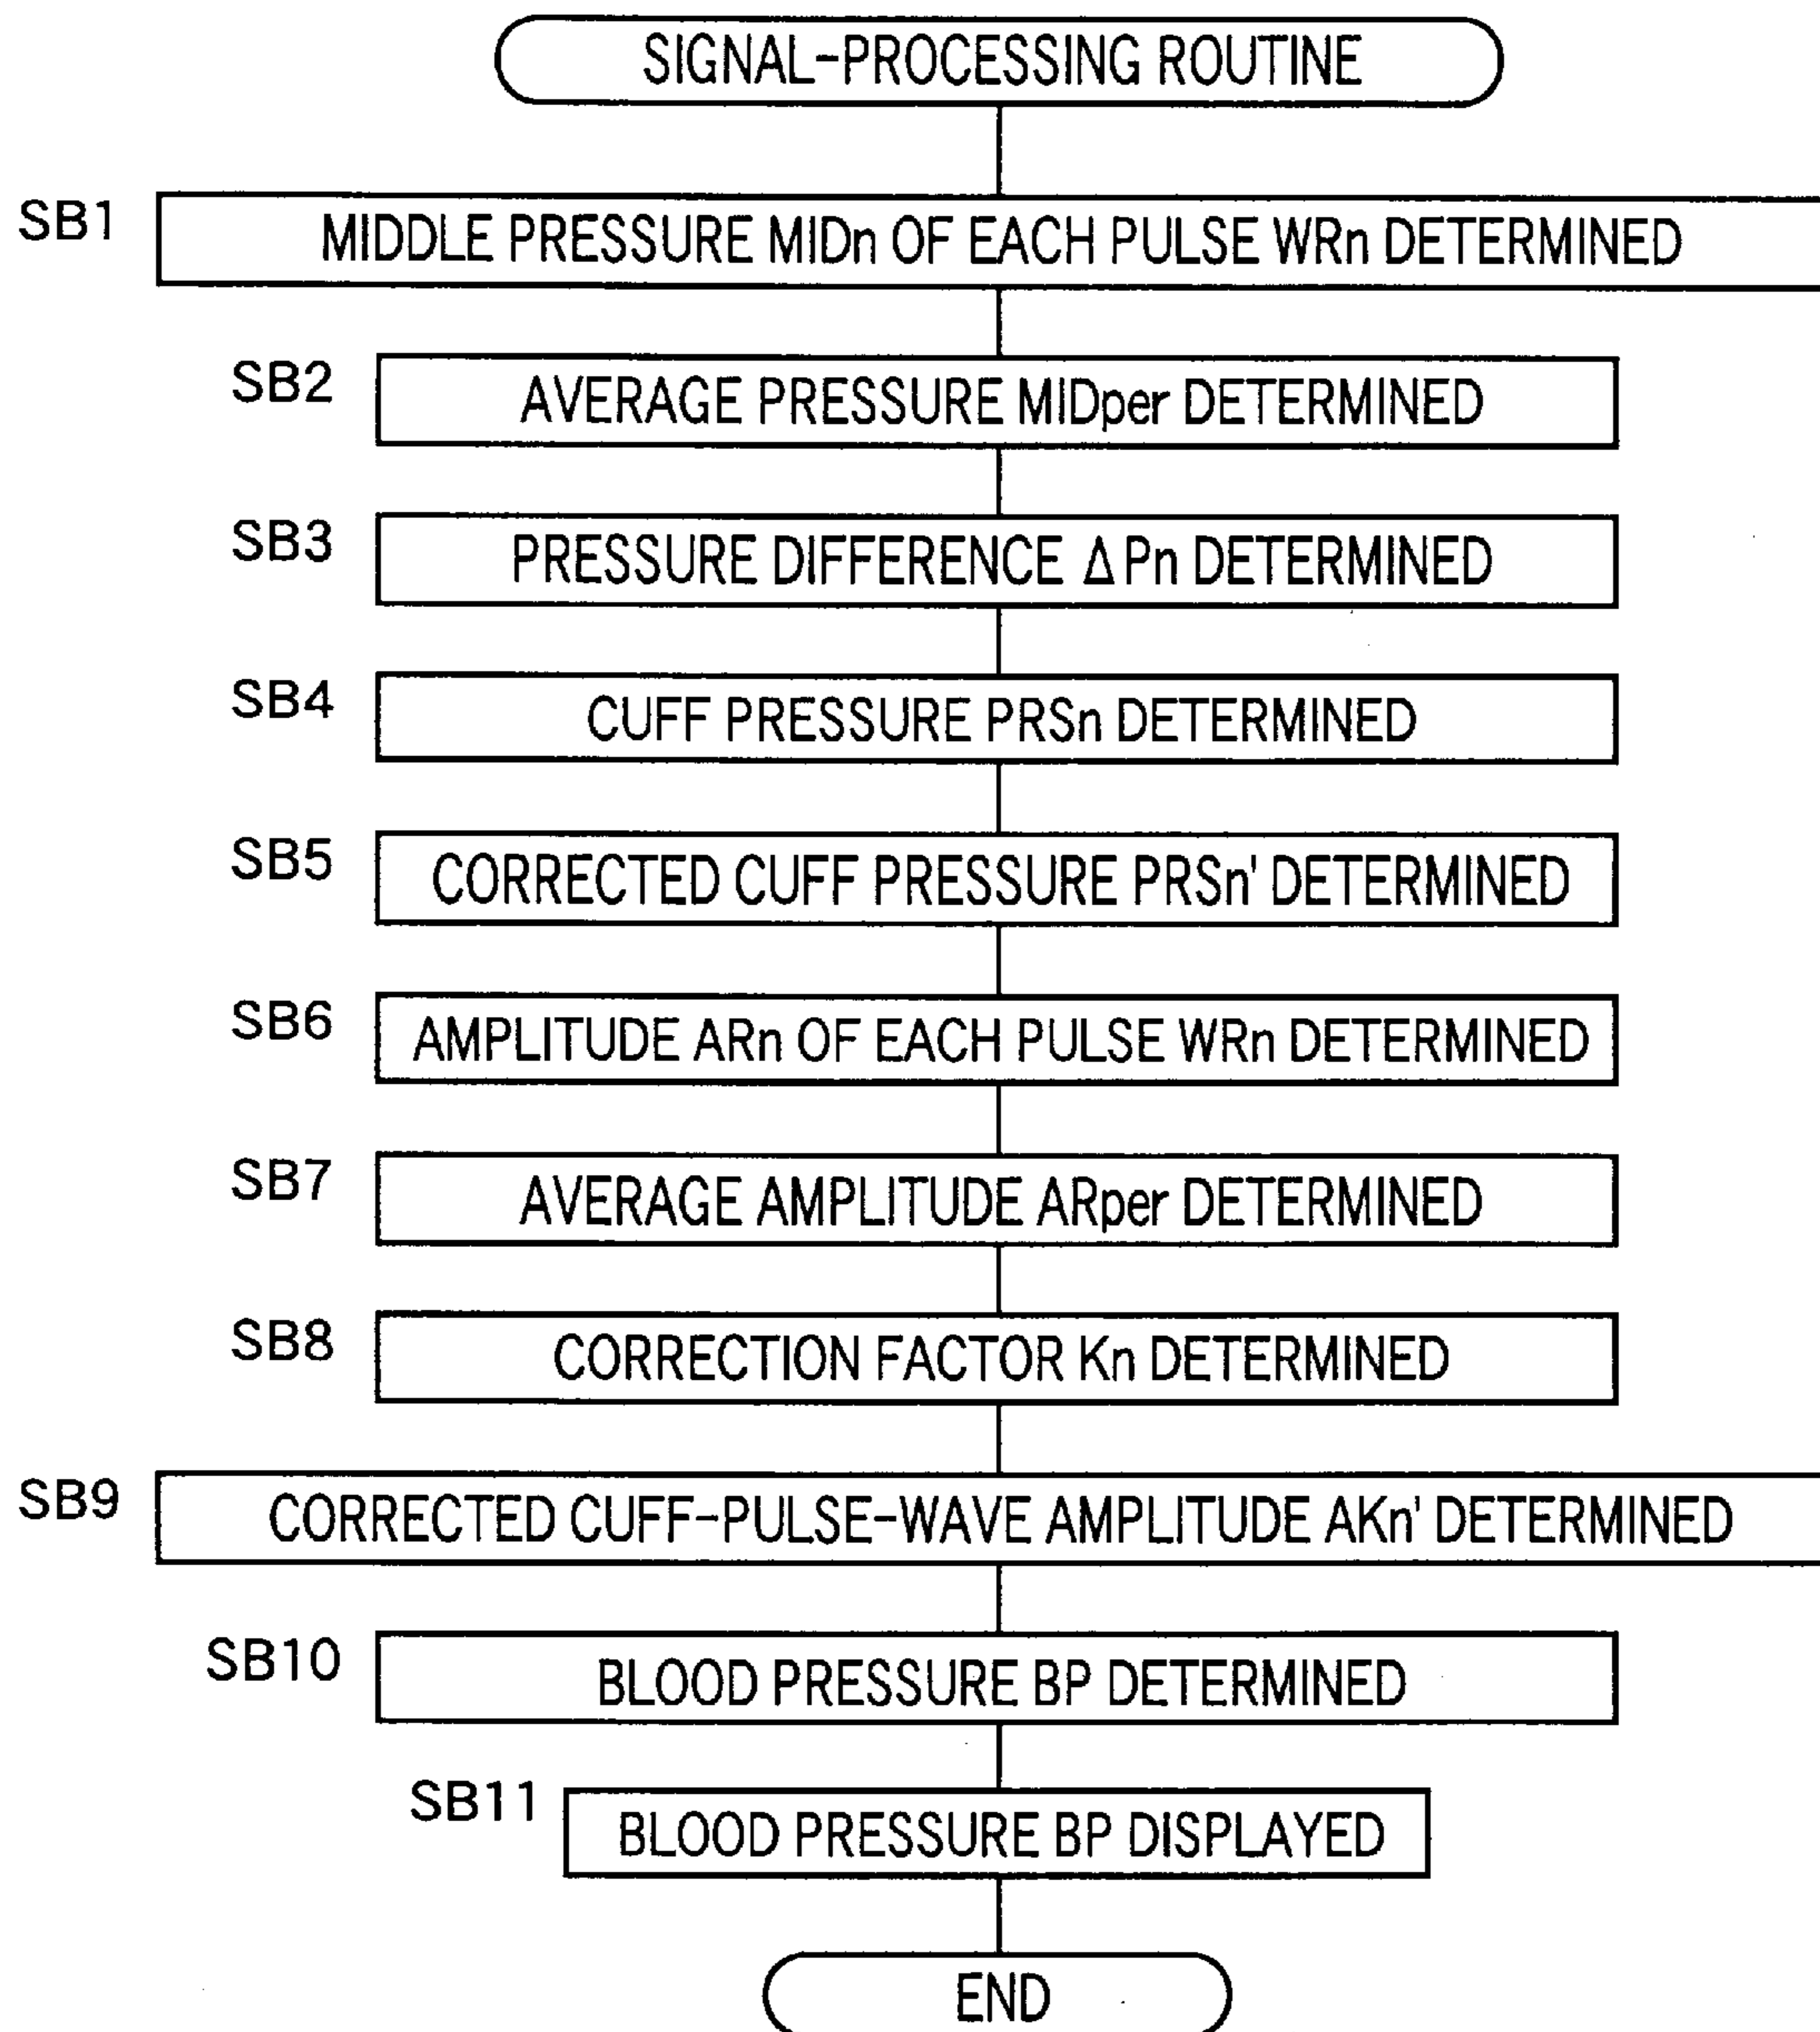 SIGNAL-PROCESSING ROUTINE
SB1 MIDDLE PRESSURE MIDn OF EACH PULSE WRn DETERMINED
SB2 AVERAGE PRESSURE MIDper DETERMINED
SB3 PRESSURE DIFFERENCE ΔPn DETERMINED
SB4 CUFF PRESSURE PRSn DETERMINED
SB5 CORRECTED CUFF PRESSURE PRSn' DETERMINED
SB6 AMPLITUDE ARn OF EACH PULSE WRn DETERMINED
SB7 AVERAGE AMPLITUDE ARper DETERMINED
SB8 CORRECTION FACTOR Kn DETERMINED
SB9 CORRECTED CUFF-PULSE-WAVE AMPLITUDE AKn' DETERMINED
SB10 BLOOD PRESSURE BP DETERMINED
SB11 BLOOD PRESSURE BP DISPLAYED
END